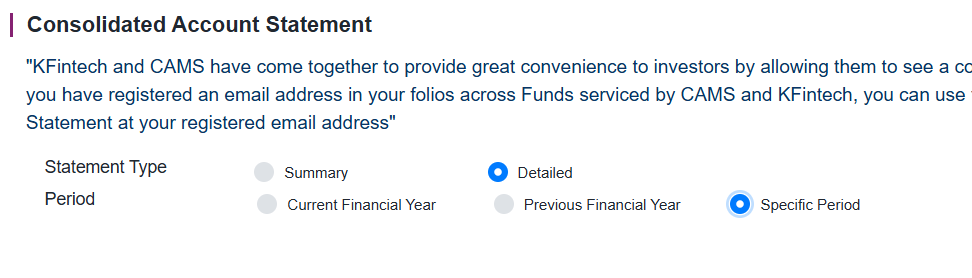 Consolidated Account Statement
"KFintech and CAMS have come together to provide great convenience to investors by allowing them to see a
you have registered an email address in your folios across Funds serviced by CAMS and KFintech, you can use
Statement at your registered email address"
Statement Type
Summary
Detailed
Period
Current Financial Year
Previous Financial Year
Specific Period